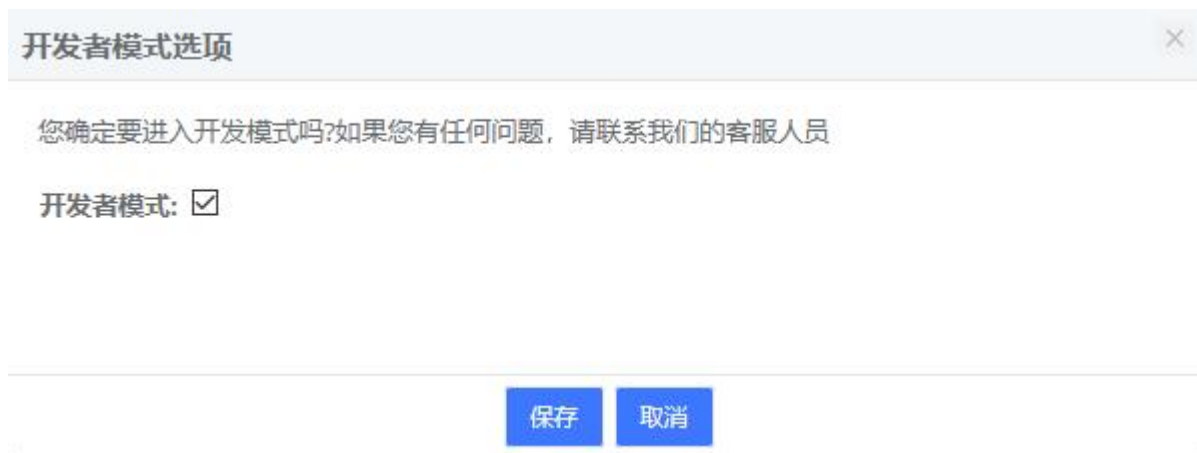 开发者模式选项
您确定要进入开发模式吗?如果您有任何问题，请联系我们的客服人员
开发者模式:
保存 取消